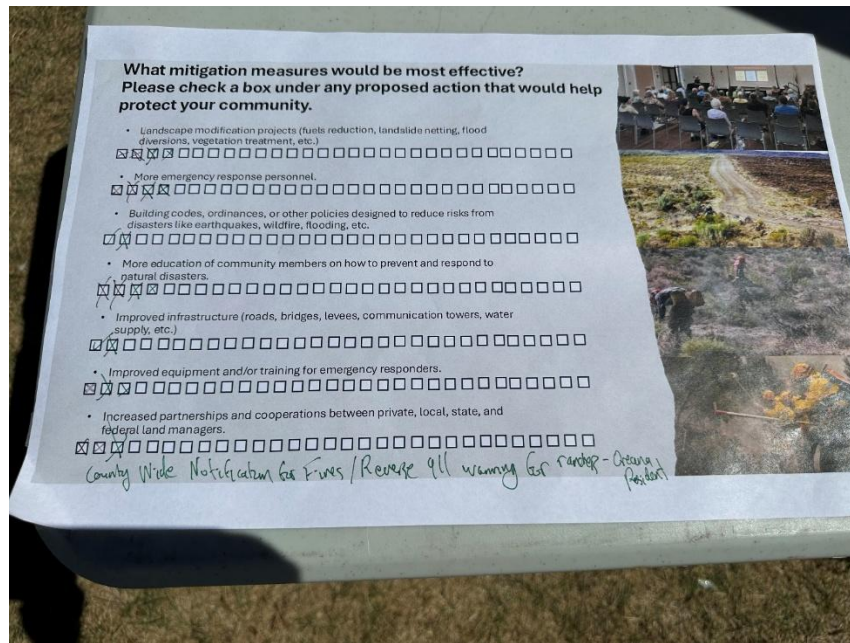 What mitigation measures would be most effective?
Please check a box under any proposed action that would help
protect your community.
• Landscape modification projects (fuels reduction, landslide netting, flood
diversions, vegetation treatment, etc.)
• More emergency response personnel.
• Building codes, ordinances, or other policies designed to reduce risks from
disasters like earthquakes, wildfire, flooding, etc.
• More education of community members on how to prevent and respond to
natural disasters.
• Improved infrastructure (roads, bridges, levees, communication towers, water
supply, etc.)
• Improved equipment and/or training for emergency responders.
• Increased partnerships and cooperations between private, local, state, and
federal land managers.
County Wide Notification for Fires / Reverse 911 warning for
Resident